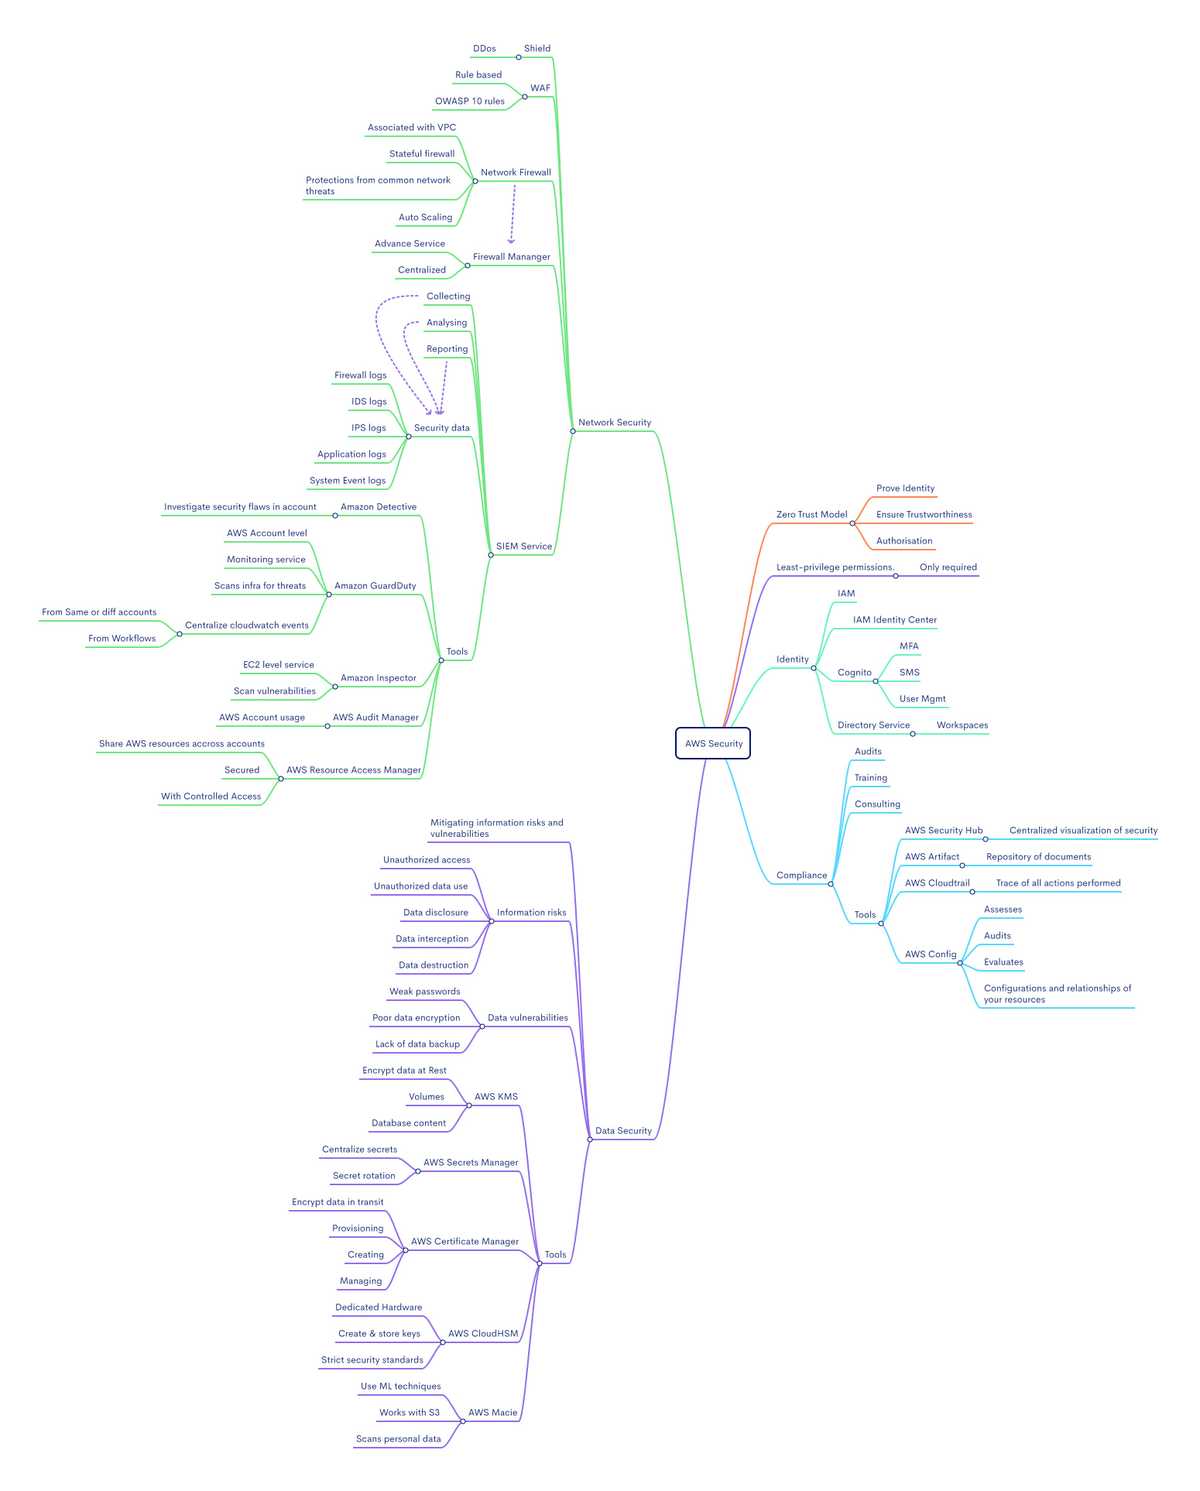 DDos
Shield
Rule based
WAF
OWASP 10 rules
Associated with VPC
Stateful firewall
Network Firewall
Protections from common network
threats
Auto Scaling
Advance Service
Firewall Mananger
Centralized
Collecting
Analysing
Reporting
Firewall logs
IDS logs
IPS logs
Security data
Application logs
System Event logs
Network Security
Investigate security flaws in account
Amazon Detective
AWS Account level
Monitoring service
Scans infra for threats
Amazon GuardDuty
From Same or diff accounts
Centralize cloudwatch events
From Workflows
SIEM Service
Tools
EC2 level service
Amazon Inspector
Scan vulnerabilities
AWS Account usage
AWS Audit Manager
Share AWS resources accross accounts
Secured
AWS Resource Access Manager
With Controlled Access
Prove Identity
Zero Trust Model
Ensure Trustworthiness
Authorisation
Least-privilege permissions.
Only required
IAM
IAM Identity Center
Identity
MFA
Cognito
SMS
User Mgmt
Directory Service
Workspaces
AWS Security
Audits
Training
Consulting
Compliance
AWS Security Hub
Centralized visualization of security
AWS Artifact
Repository of documents
AWS Cloudtrail
Trace of all actions performed
Tools
Assesses
Audits
AWS Config
Evaluates
Configurations and relationships of
your resources
Mitigating information risks and
vulnerabilities
Unauthorized access
Unauthorized data use
Data disclosure
Information risks
Data interception
Data destruction
Weak passwords
Poor data encryption
Data vulnerabilities
Lack of data backup
Encrypt data at Rest
Volumes
AWS KMS
Database content
Data Security
Centralize secrets
AWS Secrets Manager
Secret rotation
Encrypt data in transit
Provisioning
AWS Certificate Manager
Creating
Managing
Tools
Dedicated Hardware
Create & store keys
AWS CloudHSM
Strict security standards
Use ML techniques
Works with S3
AWS Macie
Scans personal data